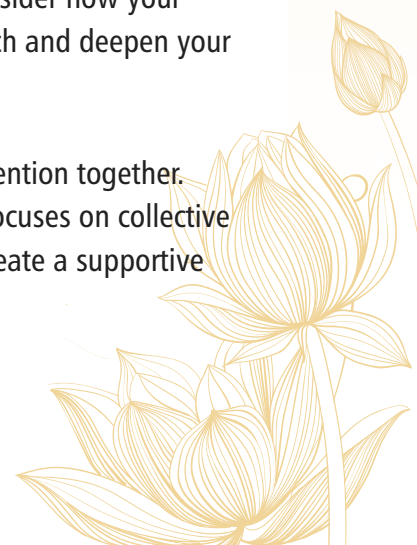 sider how your
th and deepen your
ention together.
ocuses on collective
eate a supportive